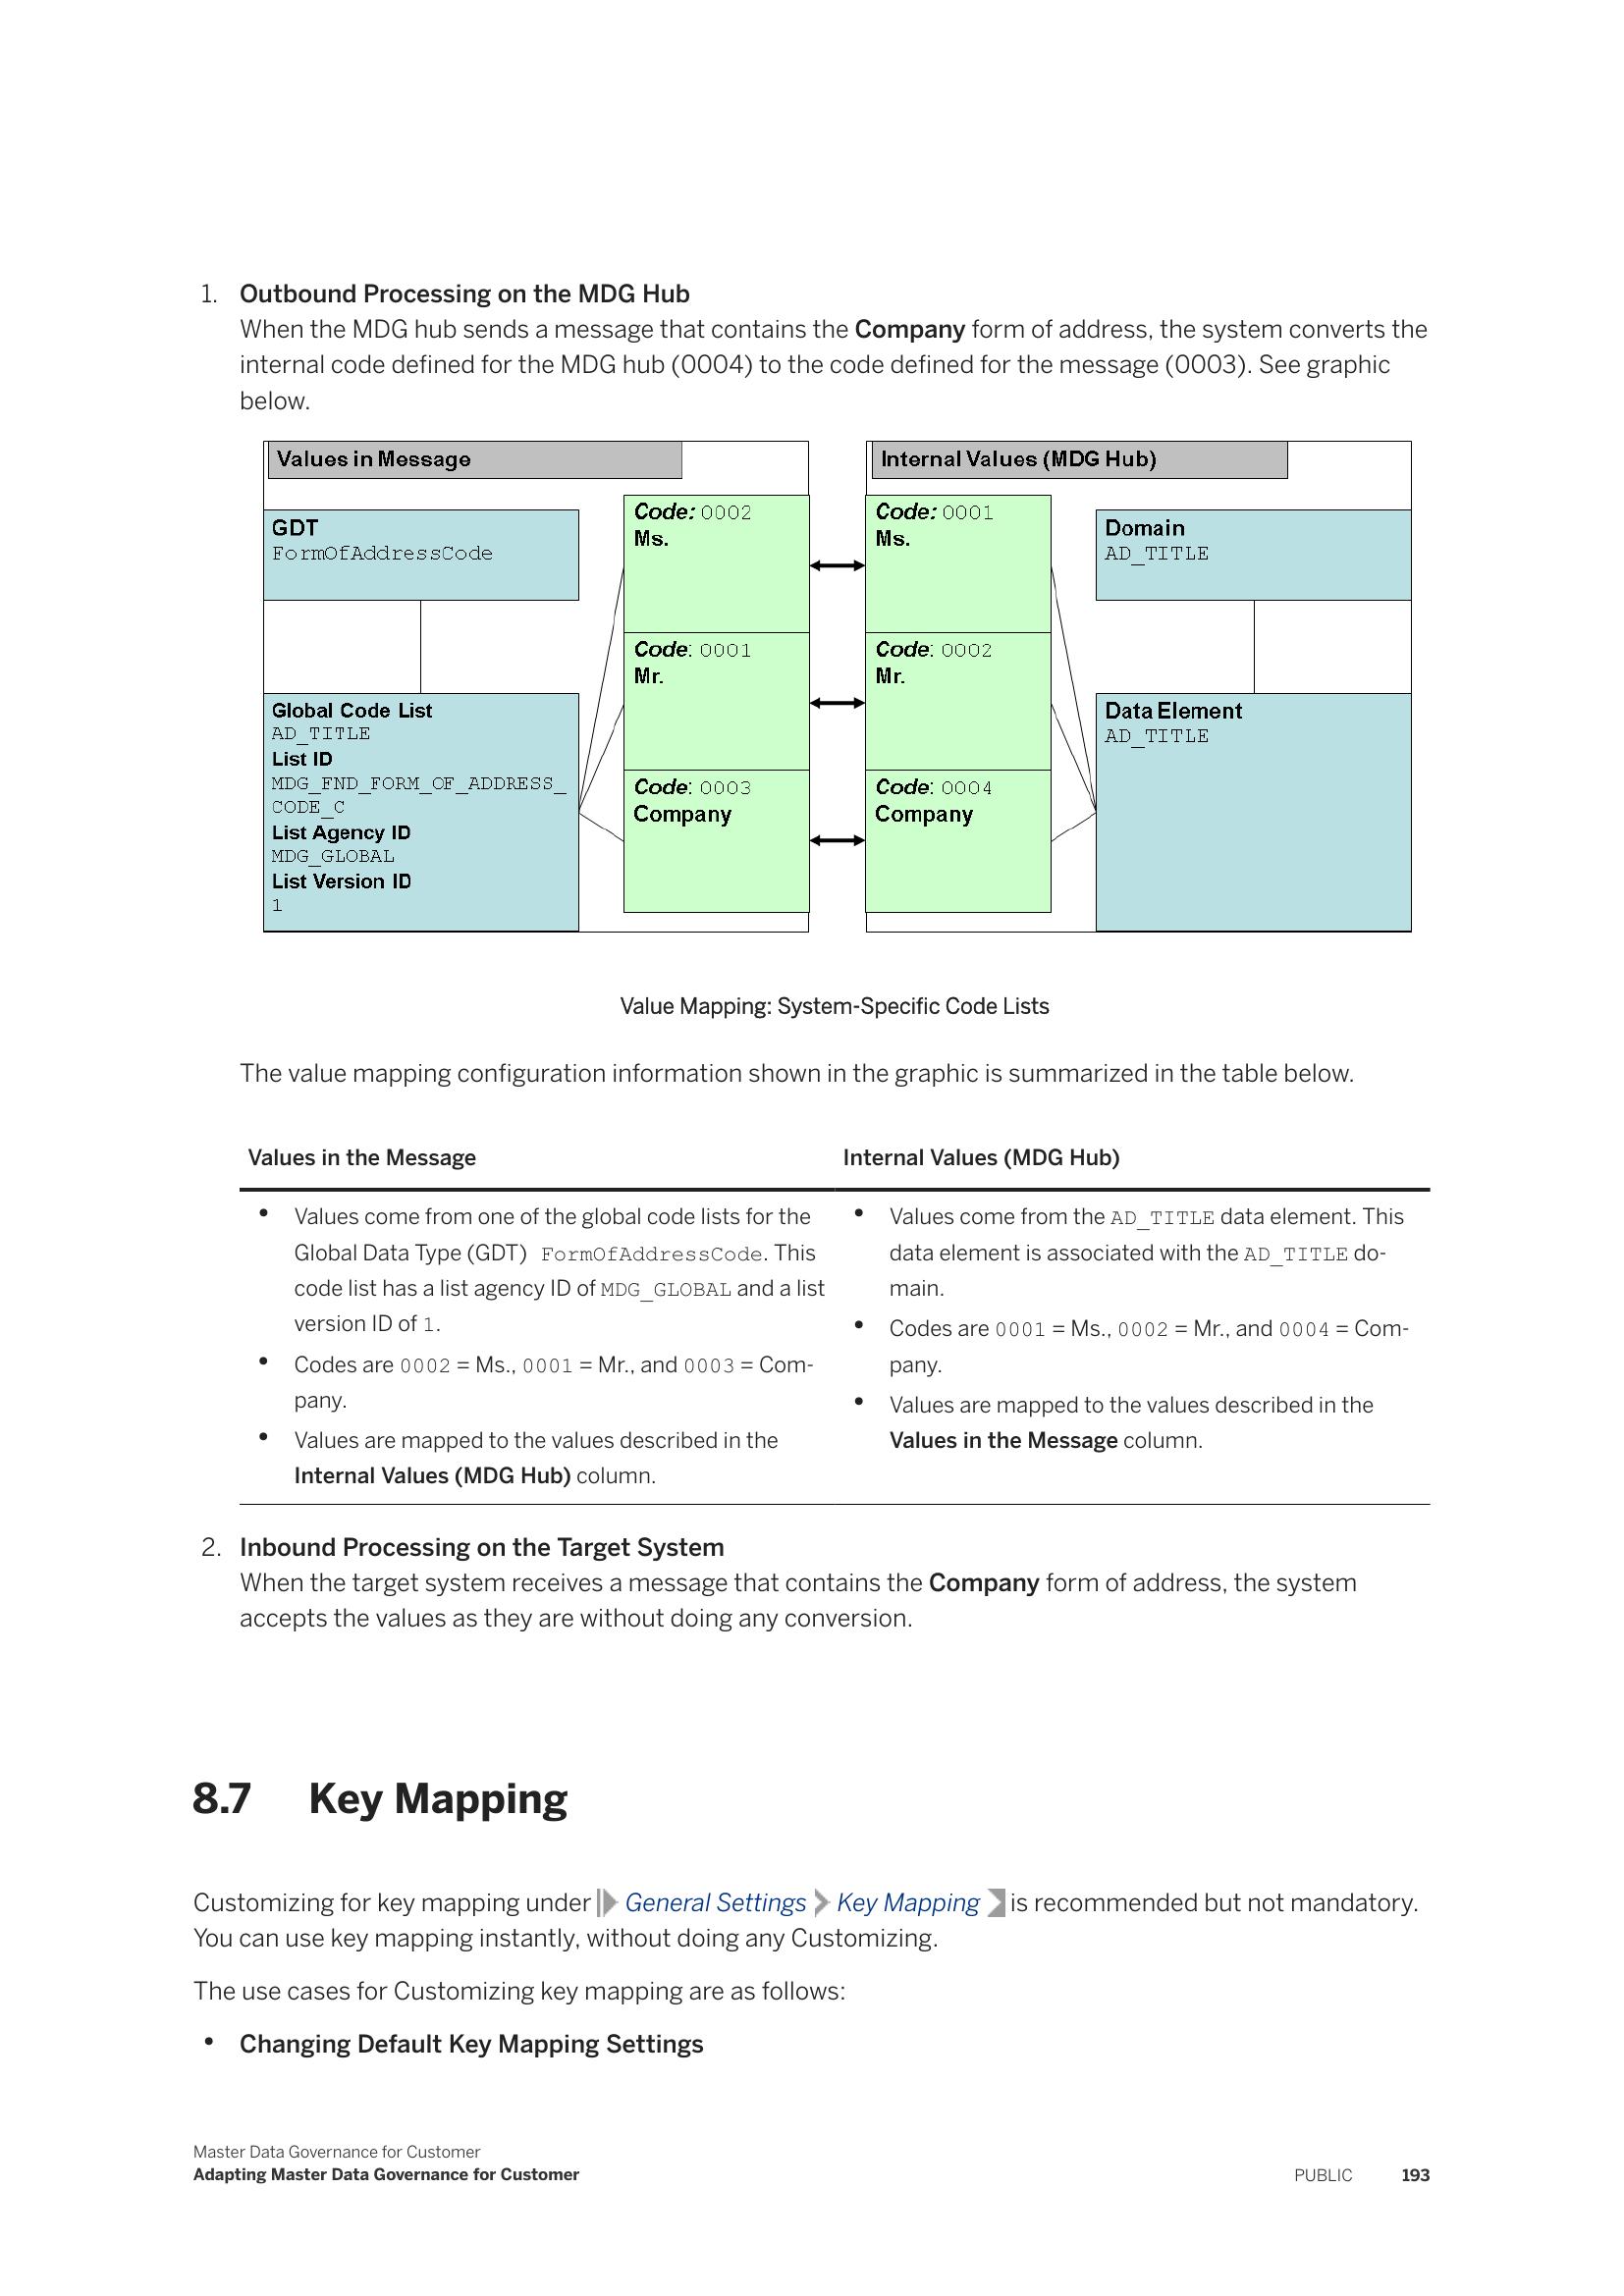 1. Outbound Processing on the MDG Hub
When the MDG hub sends a message that contains the Company form of address, the system converts the
internal code defined for the MDG hub (0004) to the code defined for the message (0003). See graphic
below.
Values in Message
GDT
FormOfAddressCode
Global Code List
AD_TITLE
List ID
MDG_FND_FORM_OF_ADDRESS_
CODE_C
List Agency ID
MDG_GLOBAL
List Version ID
1
Code: 0002
Ms.
Code: 0001
Mr.
Code: 0003
Company
Internal Values (MDG Hub)
Code: 0001
Ms.
Code: 0002
Mr.
Code: 0004
Company
Domain
AD_TITLE
Data Element
AD_TITLE
Value Mapping: System-Specific Code Lists
The value mapping configuration information shown in the graphic is summarized in the table below.
Values in the Message
• Values come from one of the global code lists for the
Global Data Type (GDT) FormOfAddressCode. This
code list has a list agency ID of MDG_GLOBAL and a list
version ID of 1.
• Codes are 0002 = Ms., 0001 = Mr., and 0003 = Com-
pany.
• Values are mapped to the values described in the
Internal Values (MDG Hub) column.
Internal Values (MDG Hub)
• Values come from the AD_TITLE data element. This
data element is associated with the AD_TITLE do-
main.
• Codes are 0001 = Ms., 0002 = Mr., and 0004 = Com-
pany.
• Values are mapped to the values described in the
Values in the Message column.
2. Inbound Processing on the Target System
When the target system receives a message that contains the Company form of address, the system
accepts the values as they are without doing any conversion.
8.7 Key Mapping
Customizing for key mapping under General Settings Key Mapping is recommended but not mandatory.
You can use key mapping instantly, without doing any Customizing.
The use cases for Customizing key mapping are as follows:
• Changing Default Key Mapping Settings
Master Data Governance for Customer
Adapting Master Data Governance for Customer
PUBLIC 193